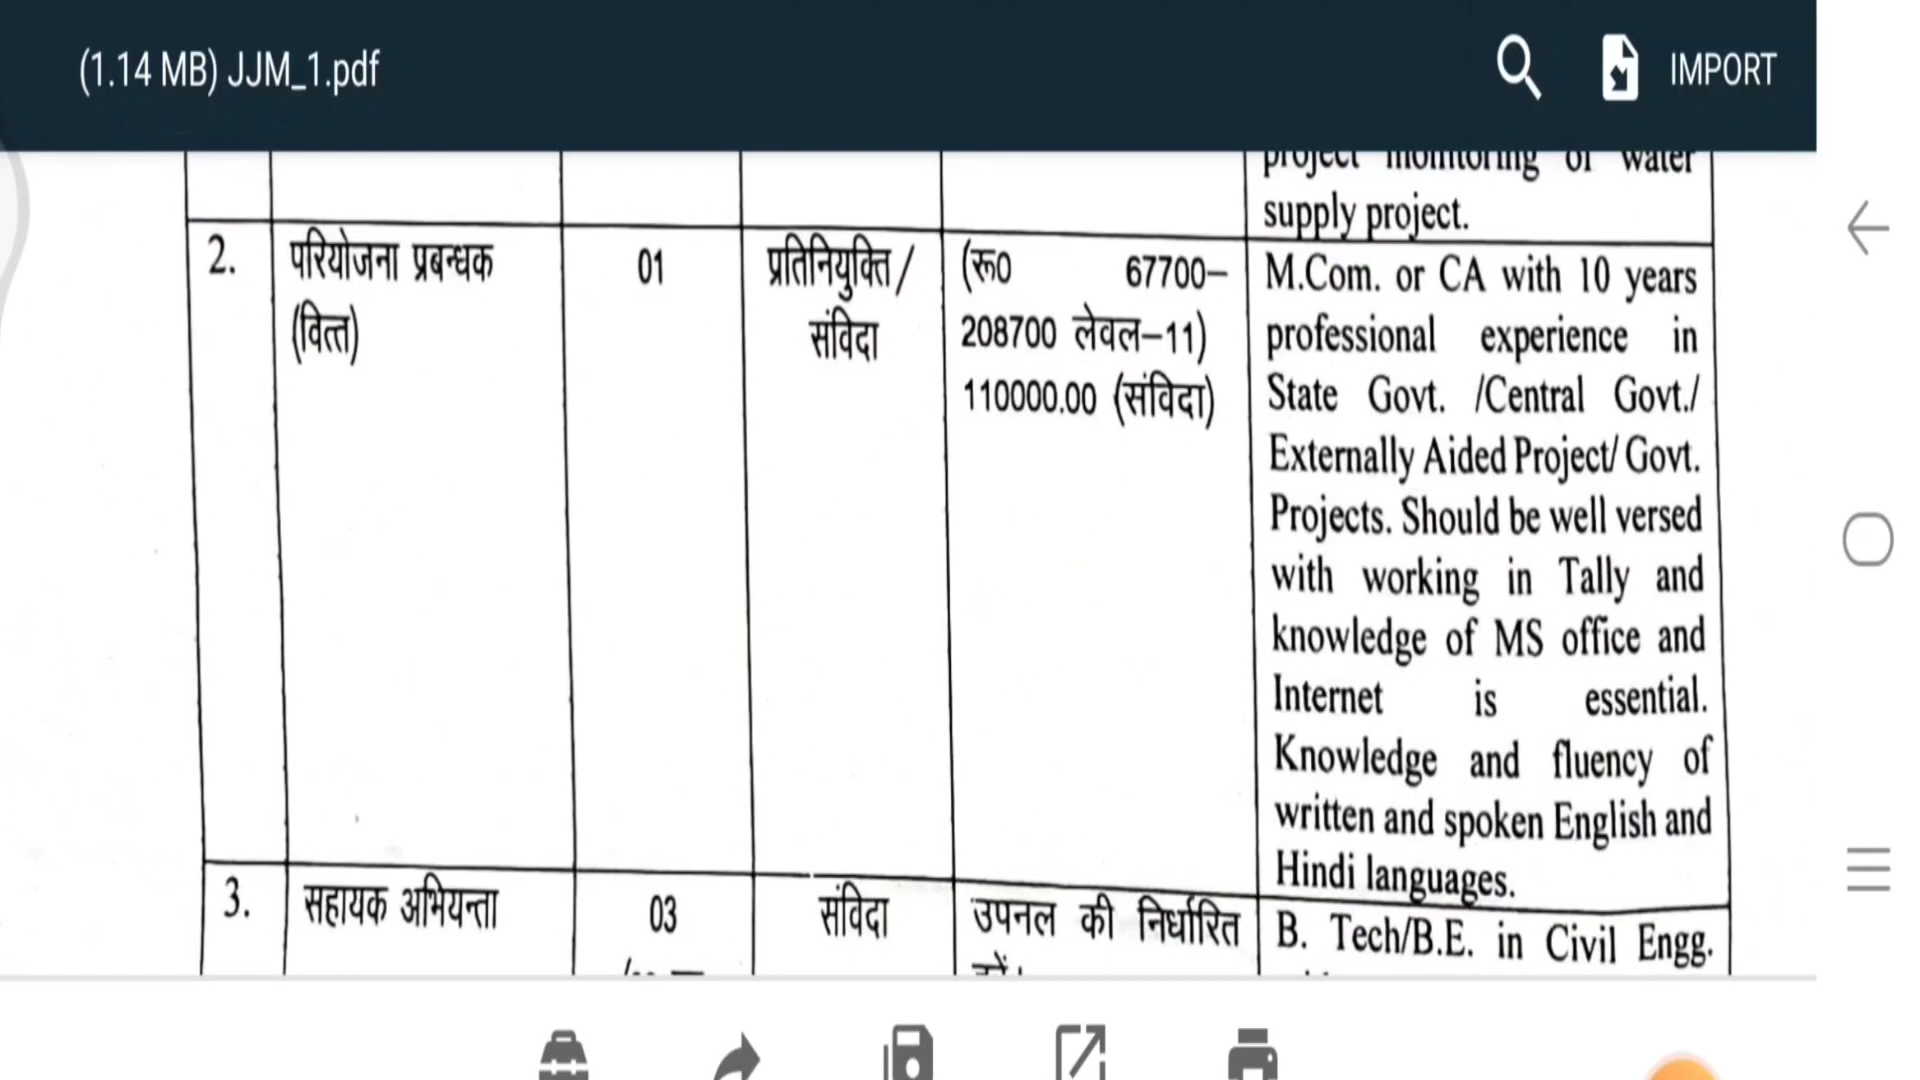 (1.14 MB) JJM_1.pdf
IMPORT
project monitoring of water
supply project.
2.
परियोजना प्रबन्धक
(वित्त)
01
प्रतिनियुक्ति /
संविदा
(रू0 67700–
208700 लेवल–11)
110000.00 (संविदा)
M.Com. or CA with 10 years
professional experience in
State Govt. /Central Govt./
Externally Aided Project/ Govt.
Projects. Should be well versed
with working in Tally and
knowledge of MS office and
Internet is essential.
Knowledge and fluency of
written and spoken English and
Hindi languages.
3.
सहायक अभियन्ता
03
संविदा
उपनल की निर्धारित
B. Tech/B.E. in Civil Engg.